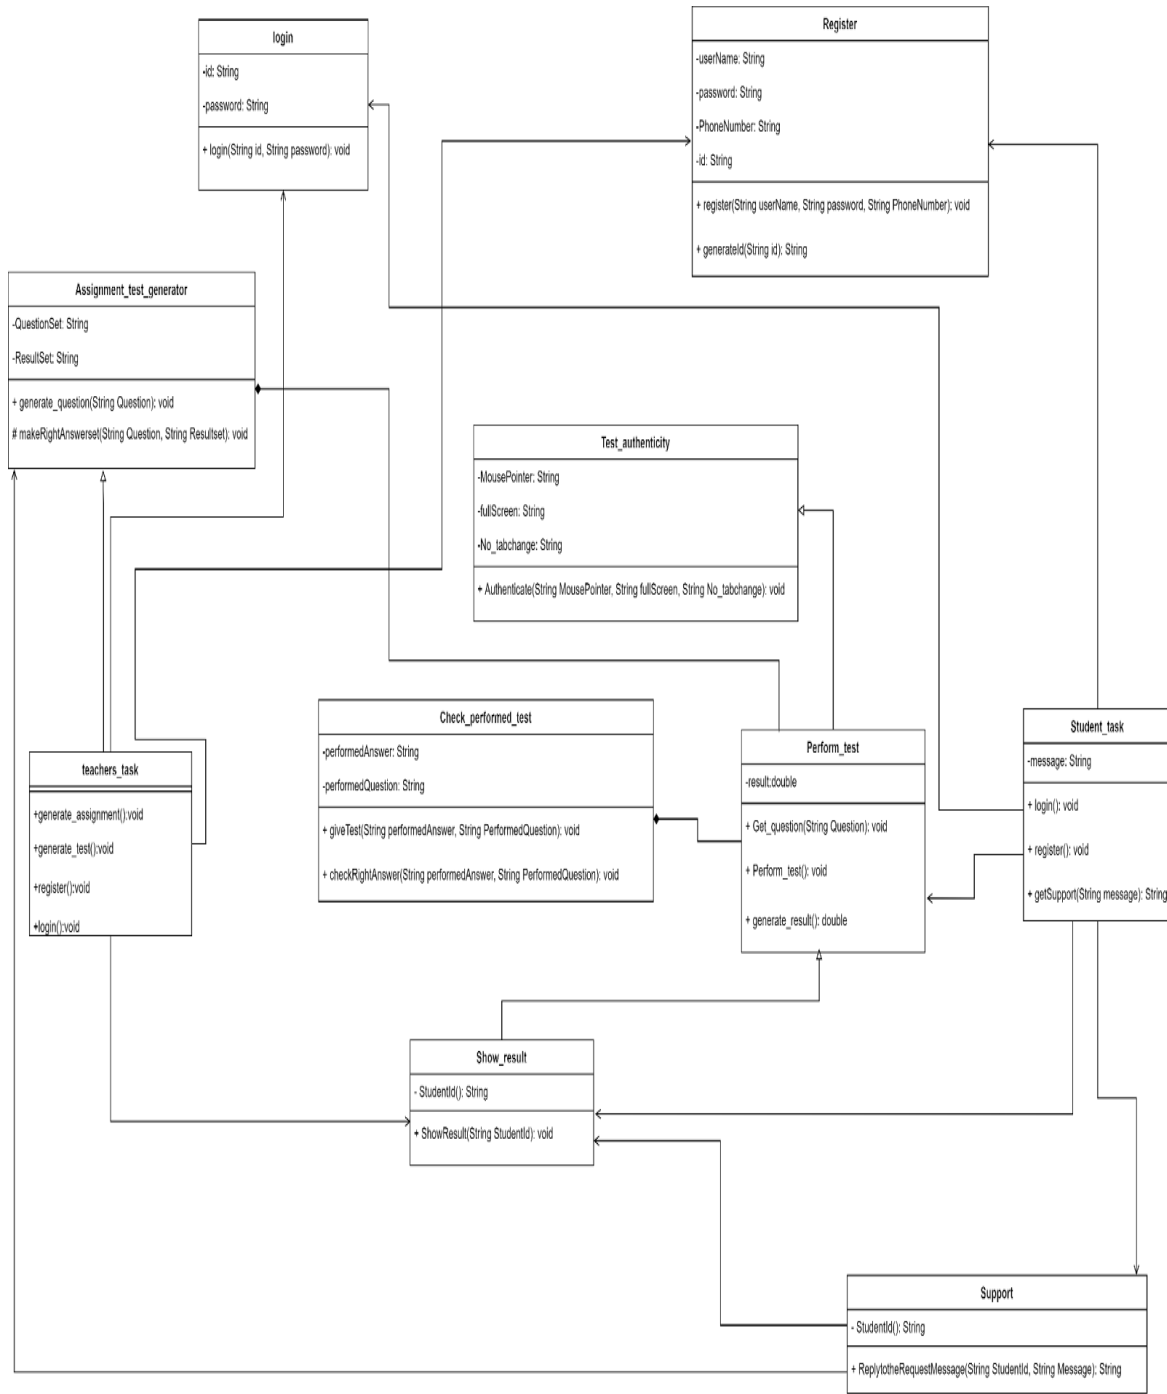 login
-id: String
-password: String
+ login(String id, String password): void
Register
-userName: String
-password: String
-PhoneNumber: String
-id: String
+ register(String userName, String password, String PhoneNumber): void
+ generateId(String id): String
Assignment_test_generator
-QuestionSet: String
-ResultSet: String
+ generate_question(String Question): void
# makeRightAnswerset(String Question, String Resultset): void
Test_authenticity
-MousePointer: String
-fullScreen: String
-No_tabchange: String
+ Authenticate(String MousePointer, String fullScreen, String No_tabchange): void
Check_performed_test
-performedAnswer: String
-performedQuestion: String
+ giveTest(String performedAnswer, String PerformedQuestion): void
+ checkRightAnswer(String performedAnswer, String PerformedQuestion): void
Perform_test
-result:double
+ Get_question(String Question): void
+ Perform_test(): void
+ generate_result(): double
Student_task
-message: String
+ login(): void
+ register(): void
+ getSupport(String message): String
teachers_task
+generate_assignment():void
+generate_test():void
+register():void
+login():void
Show_result
- StudentId(): String
+ ShowResult(String StudentId): void
Support
- StudentId(): String
+ ReplytotheRequestMessage(String StudentId, String Message): String